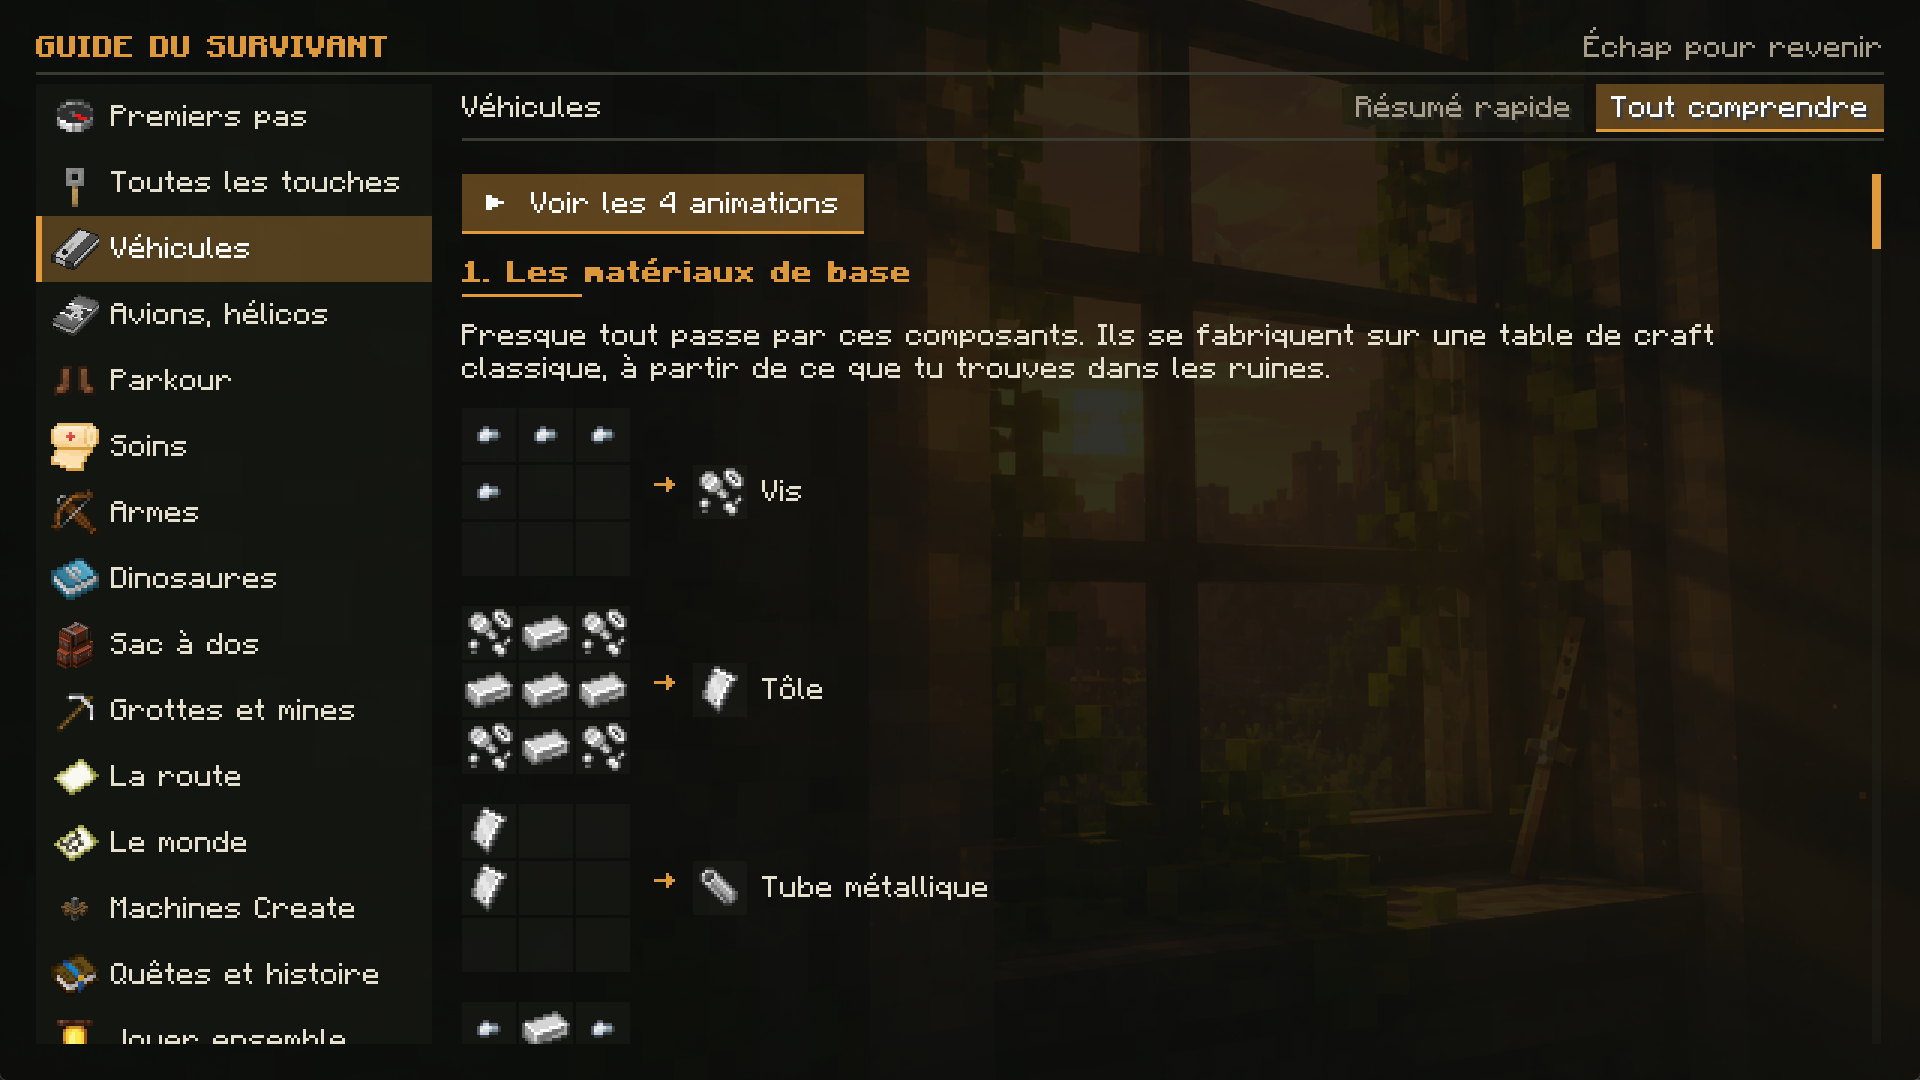 GUIDE DU SURVIVANT
Échap pour revenir
Premiers pas
Toutes les touches
Véhicules
Avions, hélicos
Parkour
Soins
Armes
Dinosaures
Sac à dos
Grottes et mines
La route
Le monde
Machines Create
Quêtes et histoire
Jouer ensemble
Véhicules
Résumé rapide
Tout comprendre
Voir les 4 animations
1. Les matériaux de base
Presque tout passe par ces composants. Ils se fabriquent sur une table de craft
classique, à partir de ce que tu trouves dans les ruines.
Vis
Tôle
Tube métallique